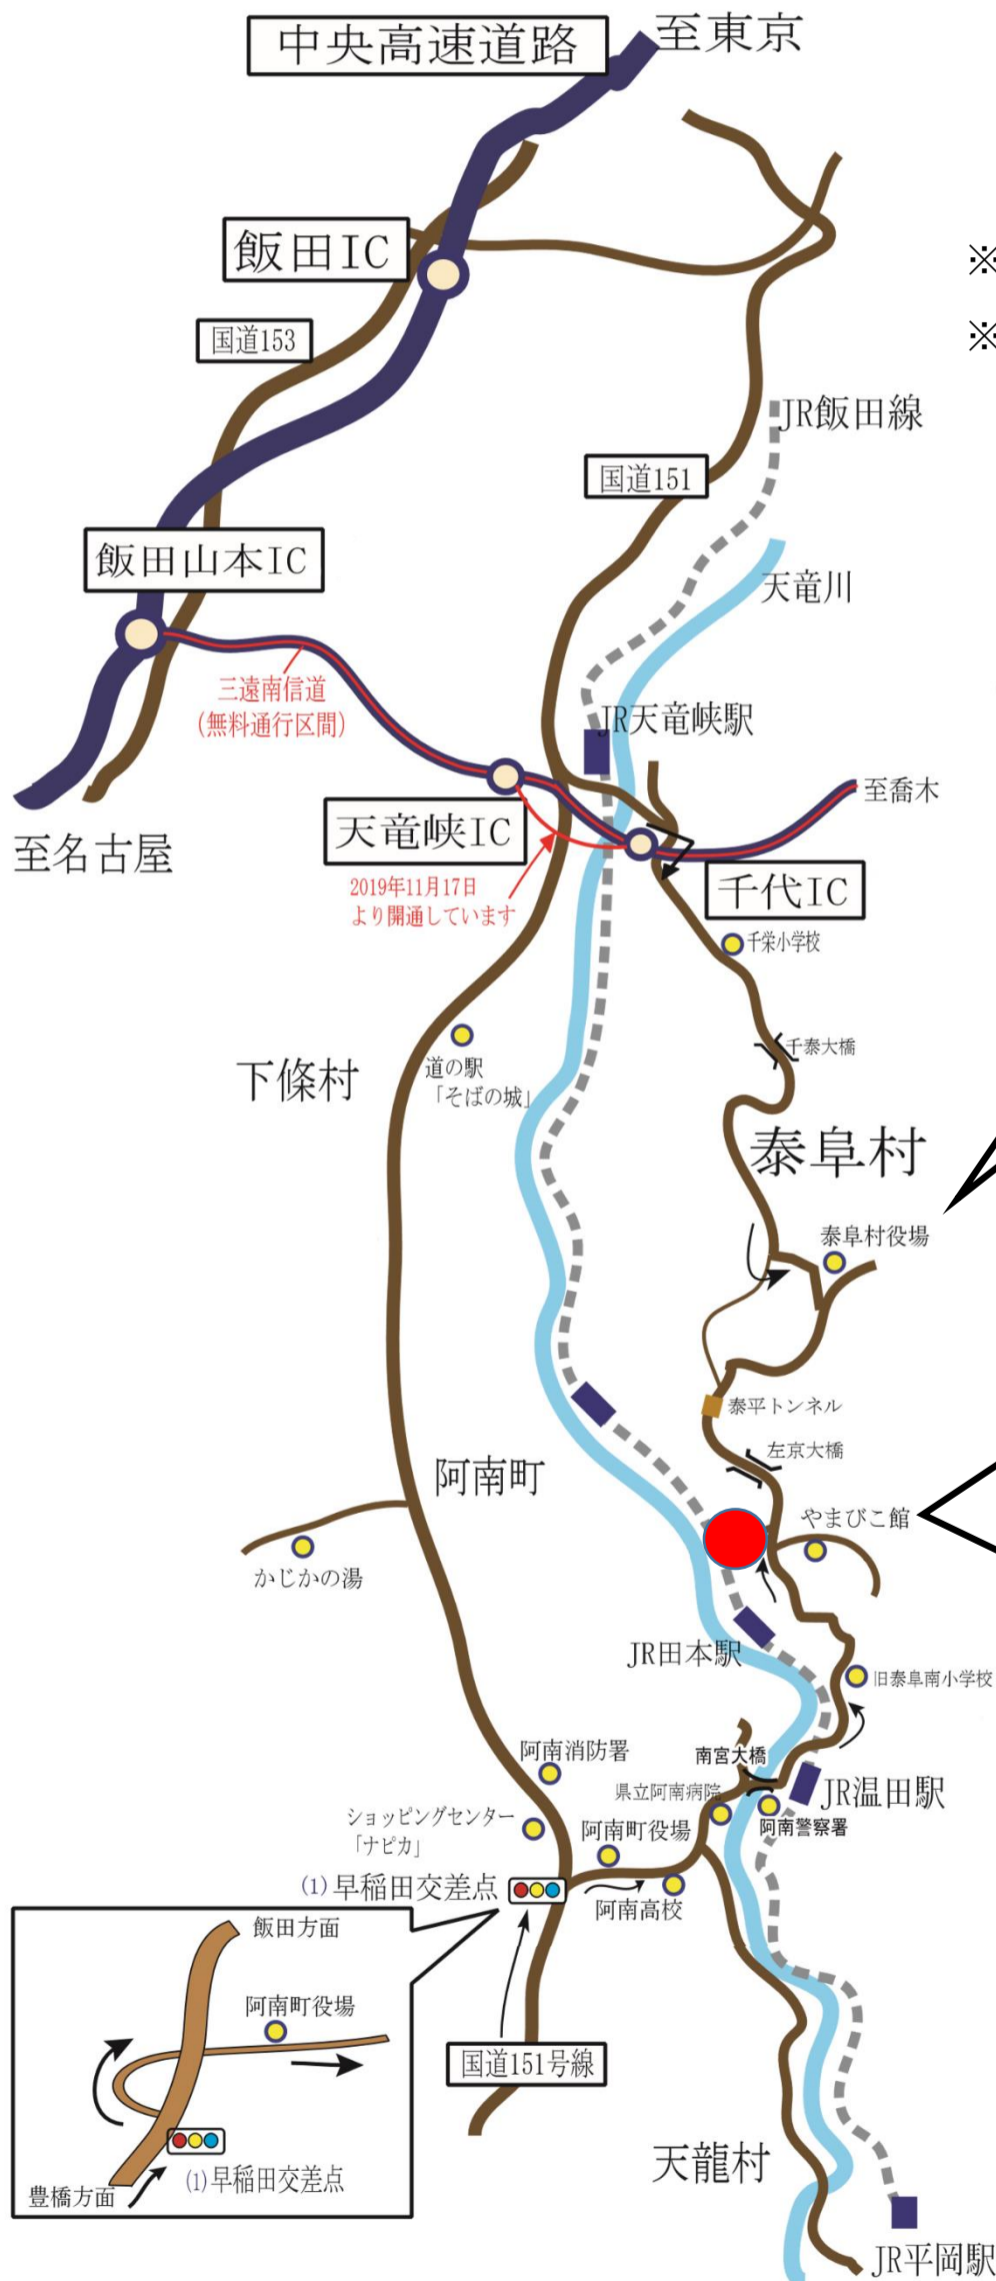 中央高速道路
至東京
飯田IC
※
※
国道153
JR飯田線
国道151
飯田山本IC
天竜川
三遠南信道
(無料通行区間)
JR天竜峡駅
至喬木
天竜峡IC
至名古屋
千代IC
2019年11月17日
より開通しています
千栄小学校
千泰大橋
下條村
道の駅
「そばの城」
泰阜村
泰阜村役場
泰平トンネル
左京大橋
阿南町
やまびこ館
かじかの湯
JR田本駅
旧泰阜南小学校
阿南消防署
南宮大橋
県立阿南病院
JR温田駅
ショッピングセンター
「ナピカ」
阿南町役場
阿南警察署
(1)早稲田交差点
阿南高校
飯田方面
阿南町役場
国道151号線
(1)早稲田交差点
豊橋方面
天龍村
JR平岡駅